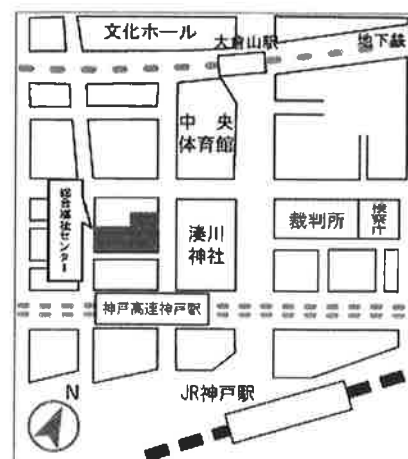 文化ホール
大倉山駅
地下鉄
中央
体育館
総合福祉センター
湊川
神社
裁判所
検察庁
神戸高速神戸駅
JR神戸駅
N